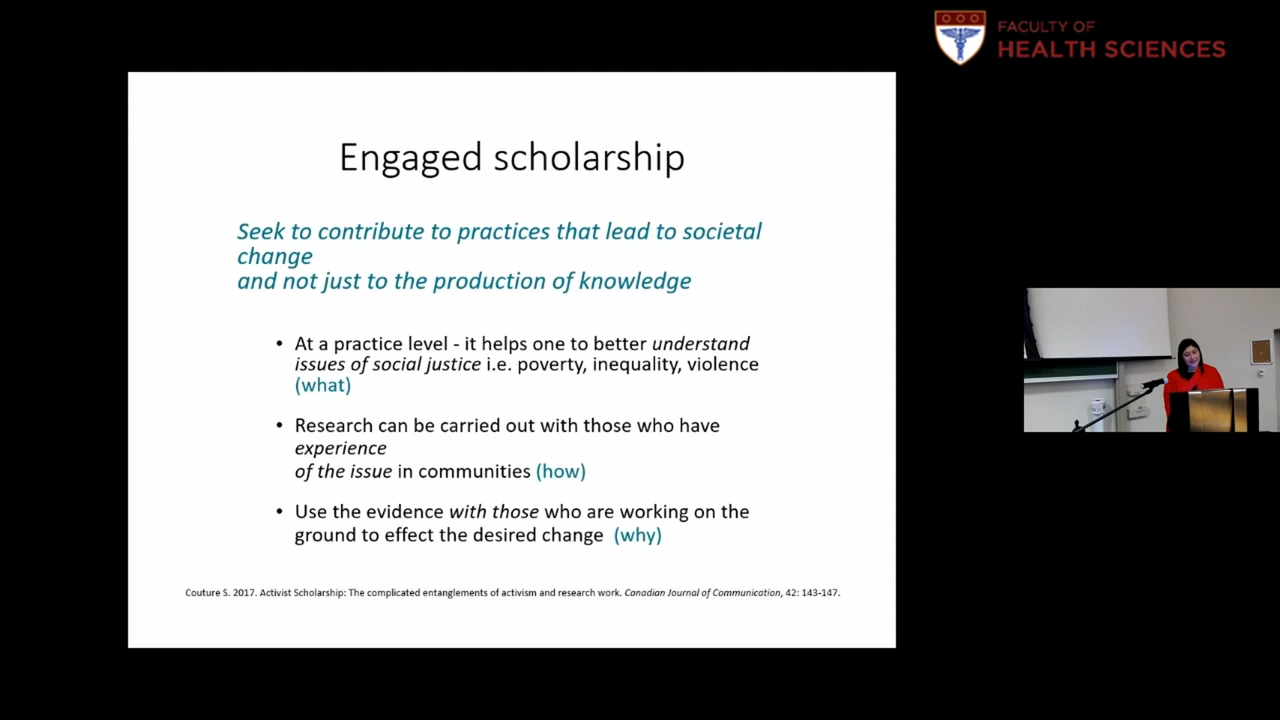 FACULTY OF
HEALTH SCIENCES
Engaged scholarship
Seek to contribute to practices that lead to societal
change
and not just to the production of knowledge
• At a practice level - it helps one to better understand
issues of social justice i.e. poverty, inequality, violence
(what)
• Research can be carried out with those who have
experience
of the issue in communities (how)
• Use the evidence with those who are working on the
ground to effect the desired change (why)
Couture S. 2017. Activist Scholarship: The complicated entanglements of activism and research work. Canadian Journal of Communication, 42: 143-147.